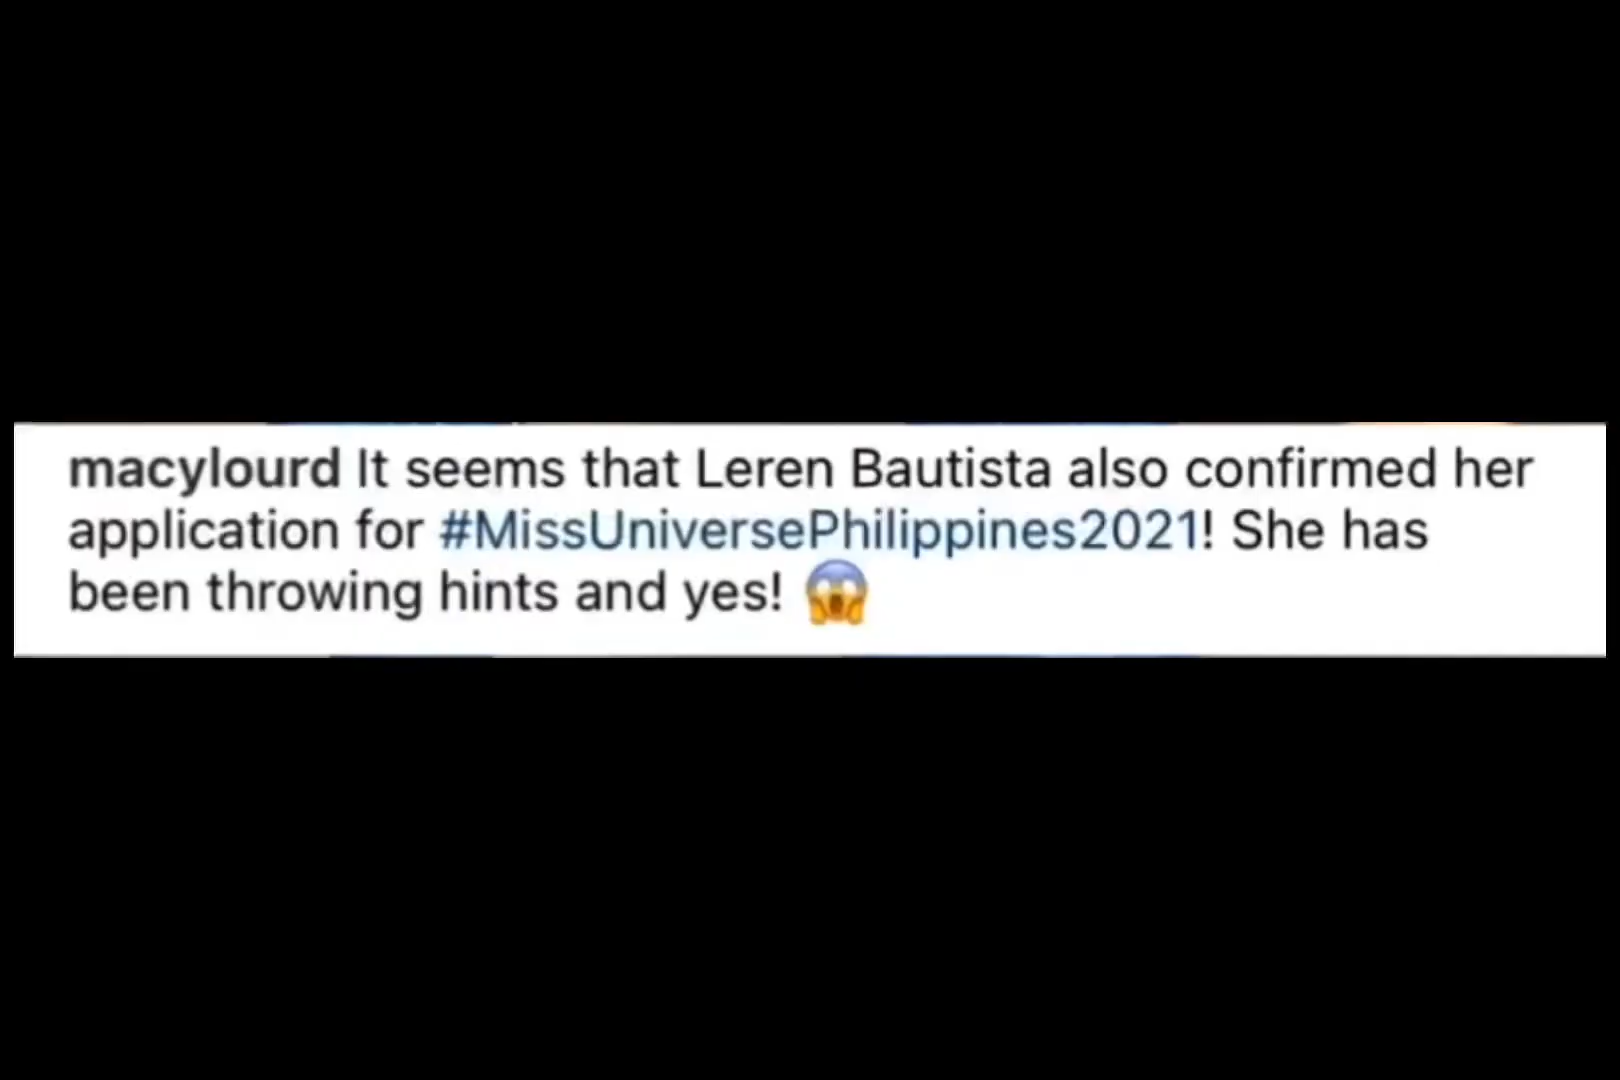 macylourd It seems that Leren Bautista also confirmed her
application for #MissUniversePhilippines2021! She has
been throwing hints and yes! 😱